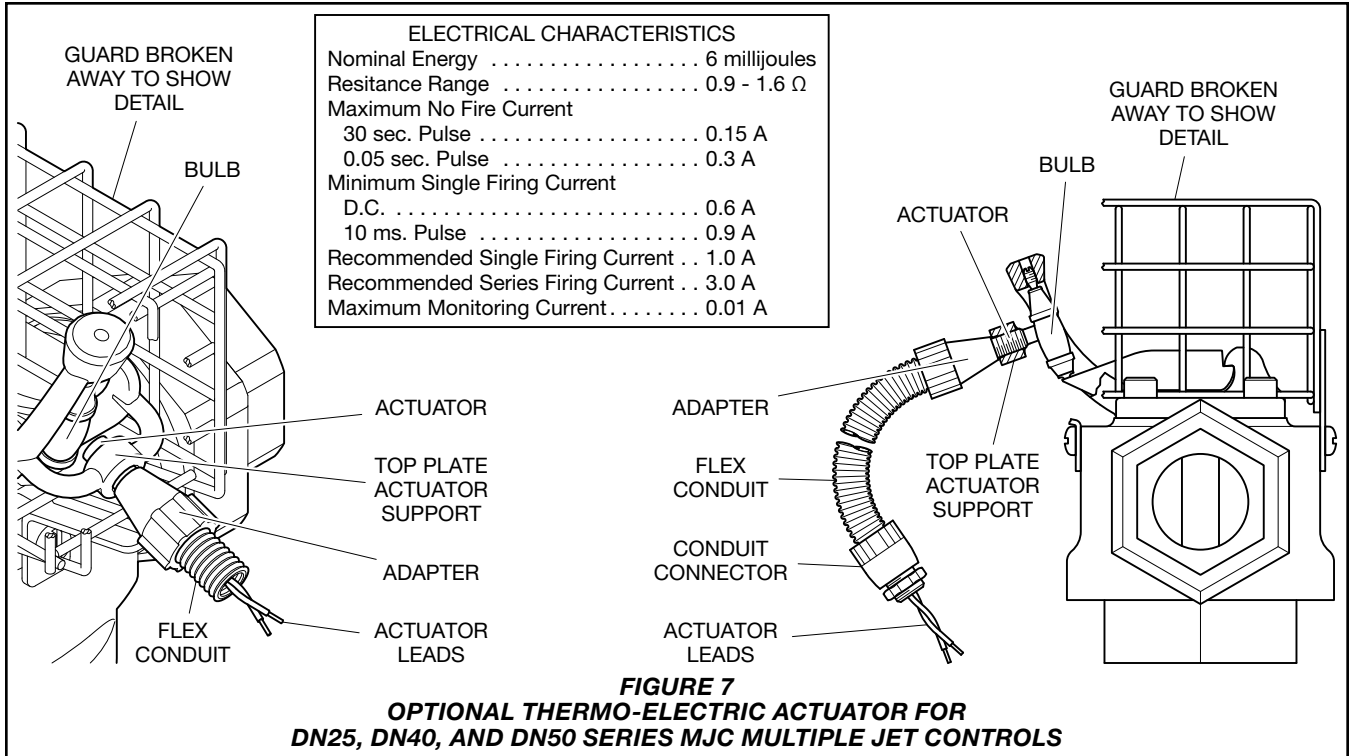 GUARD BROKEN
AWAY TO SHOW
DETAIL
BULB
ELECTRICAL CHARACTERISTICS
Nominal Energy . . . . . . . . . . . . . . . . . . 6 millijoules
Resitance Range . . . . . . . . . . . . . . . . . 0.9 - 1.6 Ω
Maximum No Fire Current
30 sec. Pulse . . . . . . . . . . . . . . . . . . . 0.15 A
0.05 sec. Pulse . . . . . . . . . . . . . . . . . 0.3 A
Minimum Single Firing Current
D.C. . . . . . . . . . . . . . . . . . . . . . . . . . . 0.6 A
10 ms. Pulse . . . . . . . . . . . . . . . . . . . 0.9 A
Recommended Single Firing Current . . 1.0 A
Recommended Series Firing Current . . 3.0 A
Maximum Monitoring Current . . . . . . . . 0.01 A
GUARD BROKEN
AWAY TO SHOW
DETAIL
BULB
ACTUATOR
ACTUATOR
TOP PLATE
ACTUATOR
SUPPORT
ADAPTER
ACTUATOR
LEADS
FLEX
CONDUIT
ADAPTER
FLEX
CONDUIT
CONDUIT
CONNECTOR
ACTUATOR
LEADS
TOP PLATE
ACTUATOR
SUPPORT
FIGURE 7
OPTIONAL THERMO-ELECTRIC ACTUATOR FOR
DN25, DN40, AND DN50 SERIES MJC MULTIPLE JET CONTROLS